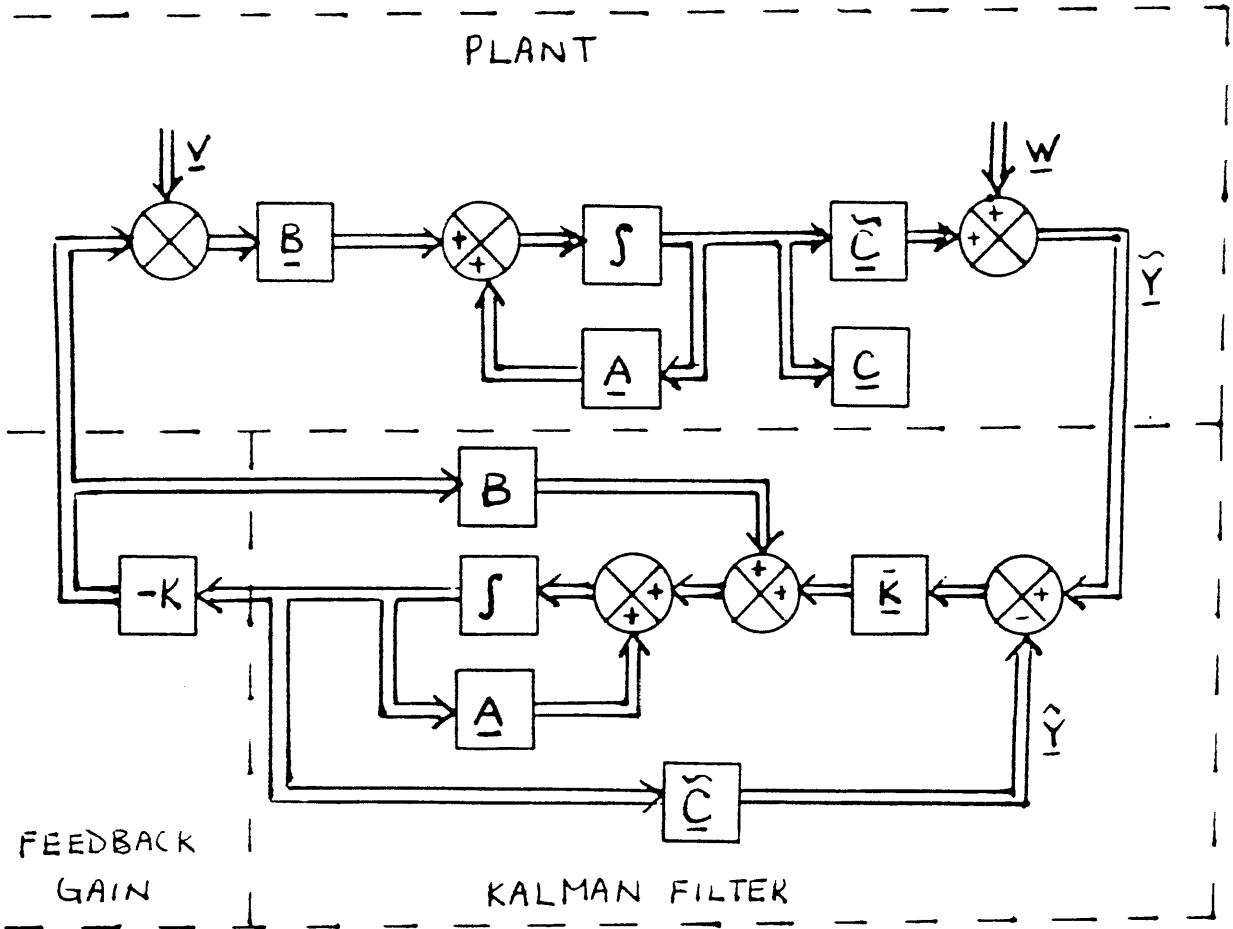 PLANT
V
W
B
+
+
∫
C̃
+
+
Ỹ
A
C
B
-K
∫
+
+
+
+
K̄
+
-
A
Ŷ
C̃
FEEDBACK
GAIN
KALMAN FILTER